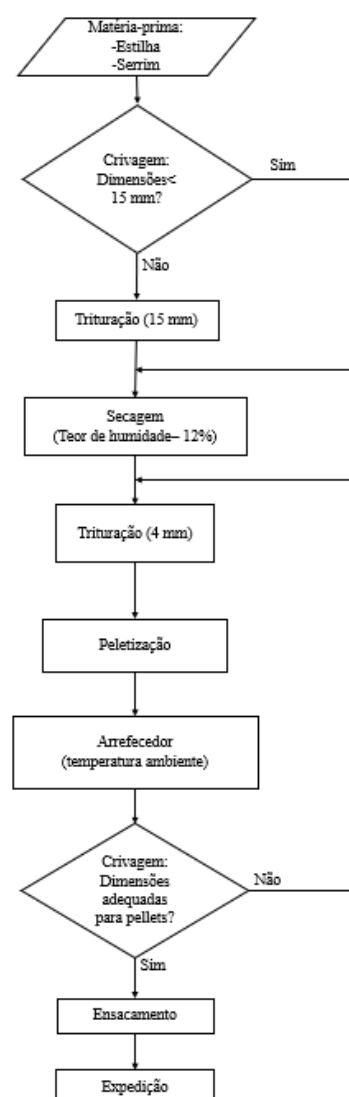 Matéria-prima:
-Estilha
-Serrim
Crivagem:
Dimensões<
15 mm?
Sim
Não
Trituração (15 mm)
Secagem
(Teor de humidade– 12%)
Trituração (4 mm)
Peletização
Arrefecedor
(temperatura ambiente)
Crivagem:
Dimensões
adequadas
para pellets?
Não
Sim
Ensacamento
Expedição